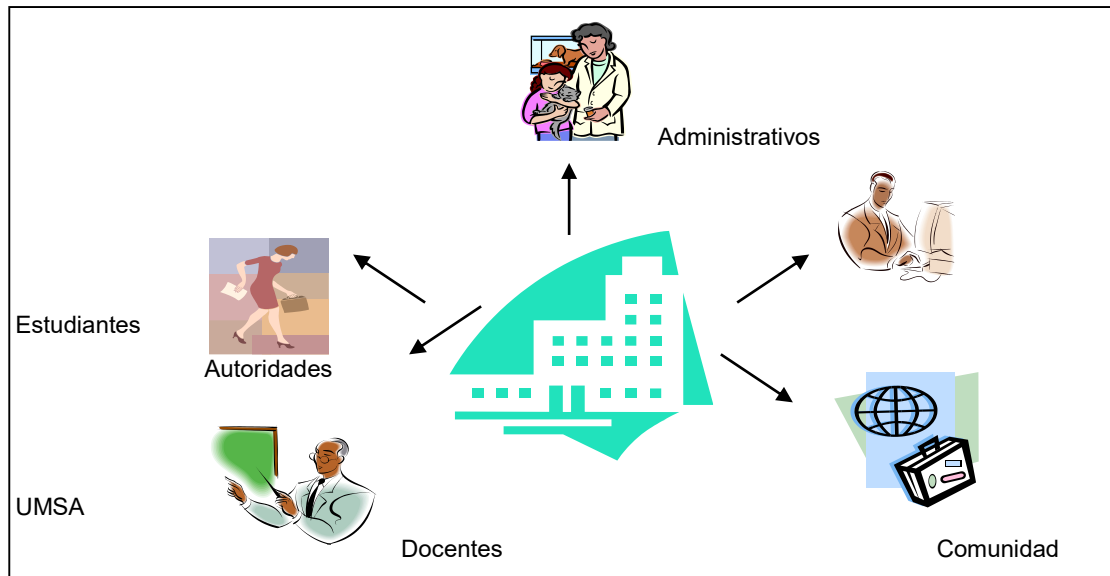 Administrativos
Estudiantes
Autoridades
UMSA
Docentes
Comunidad